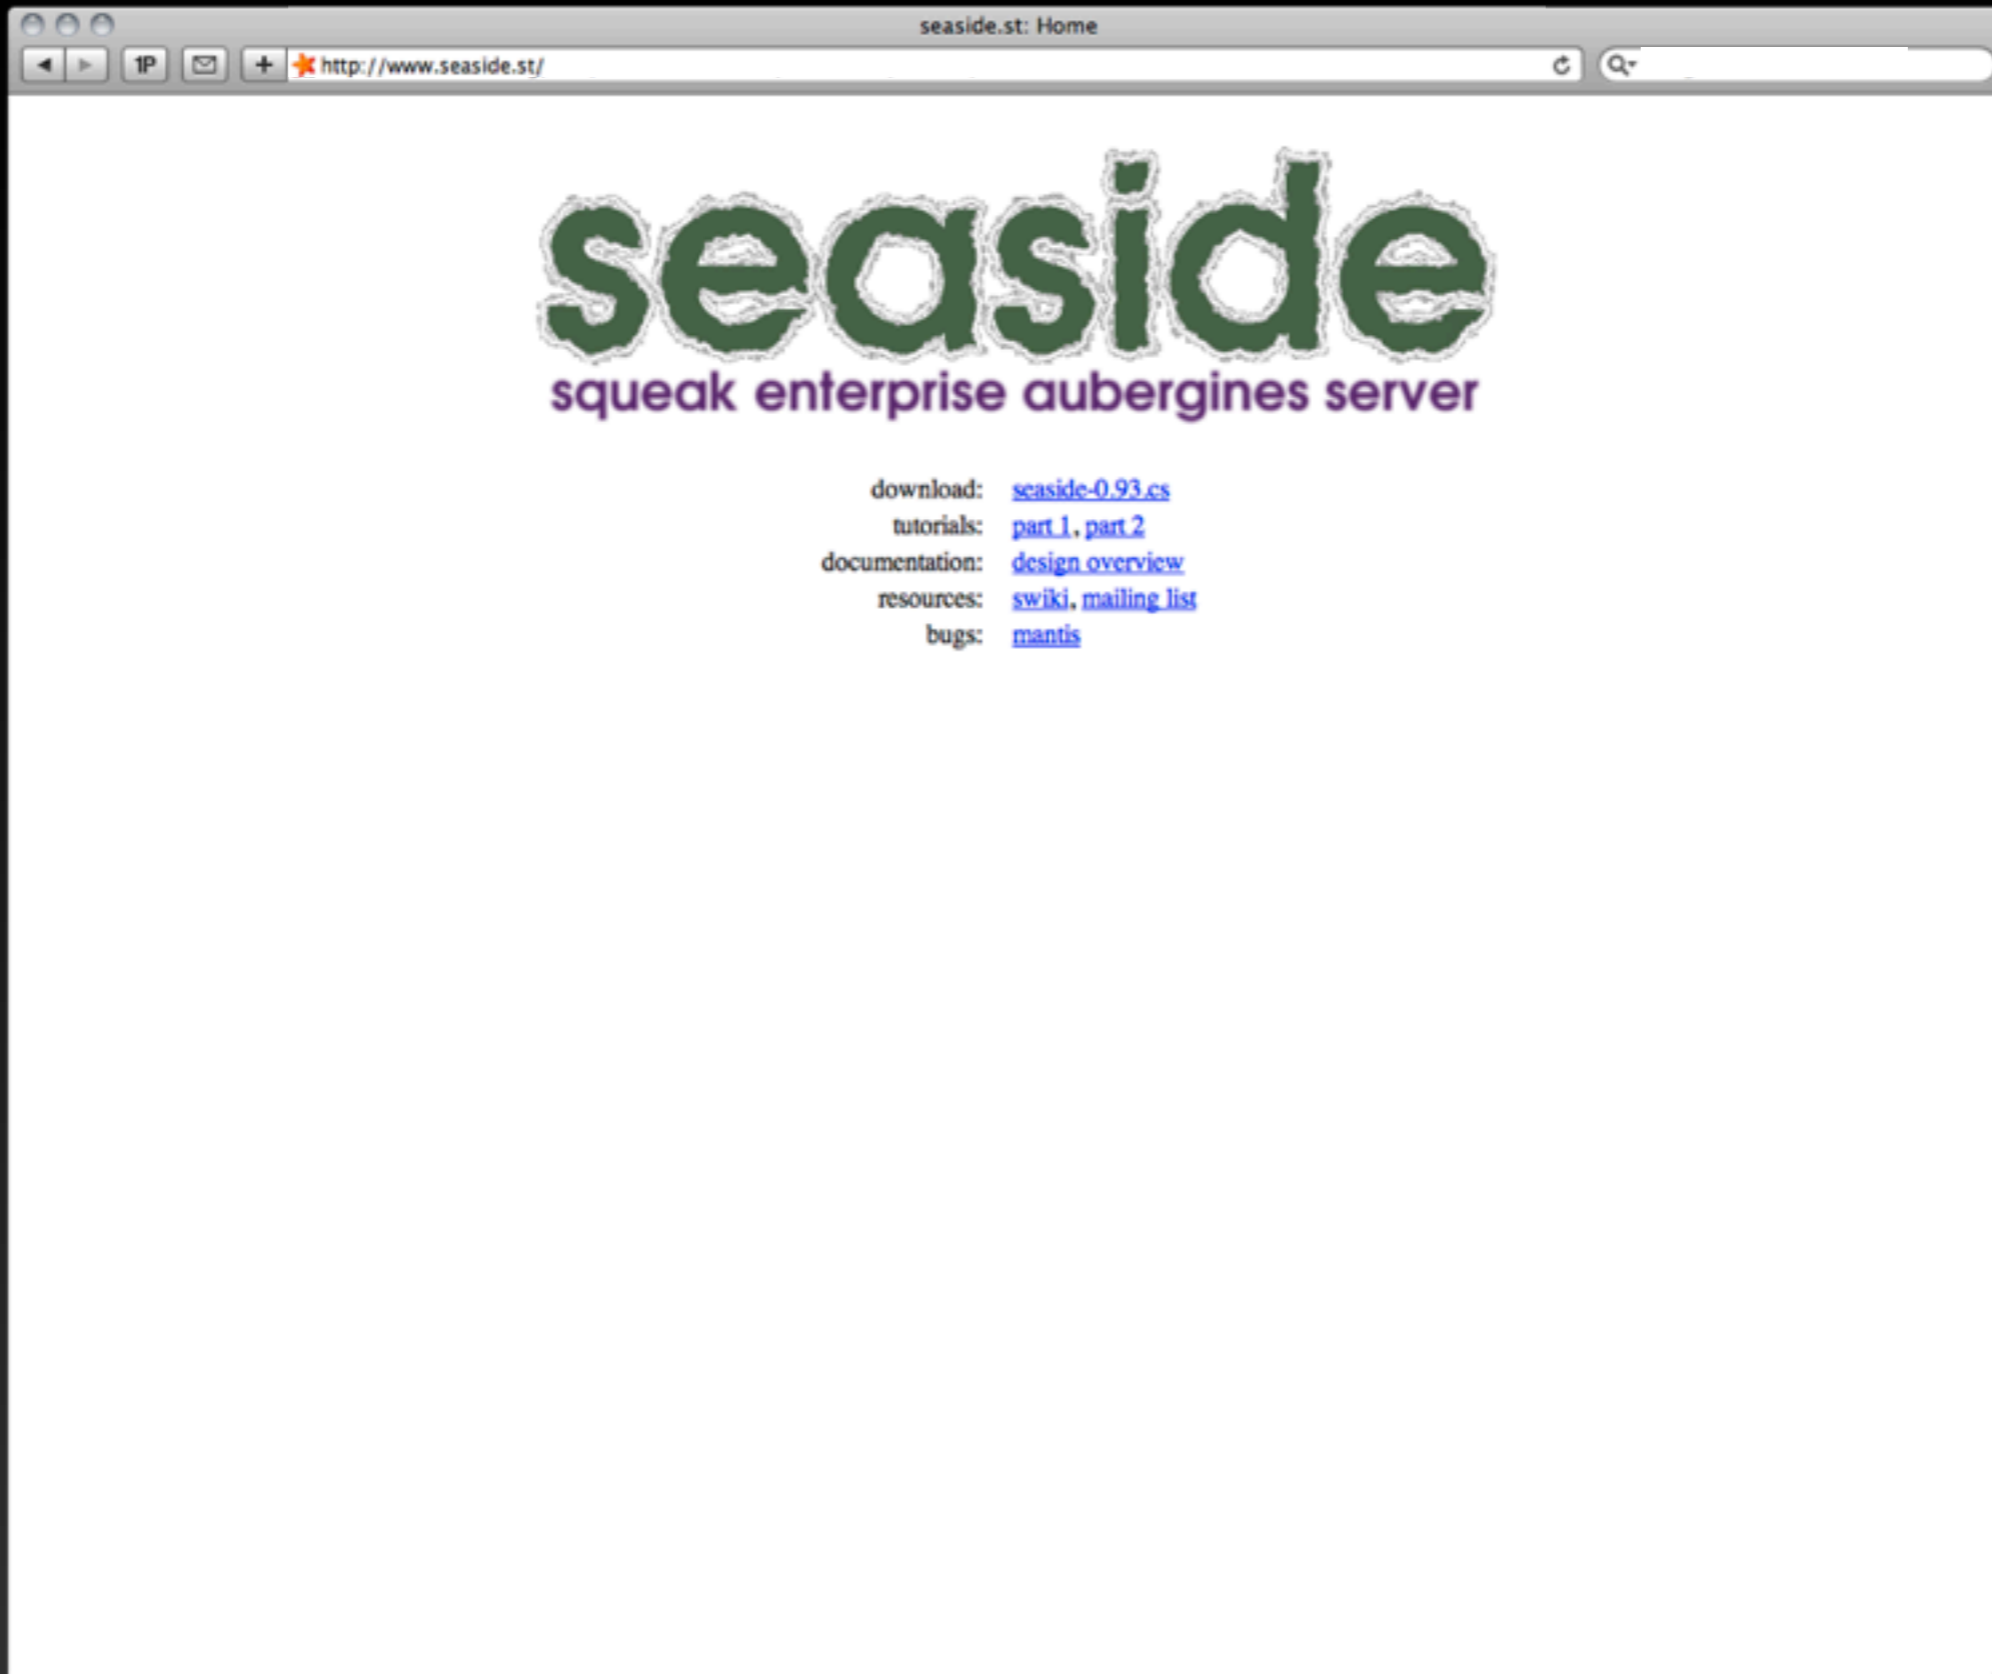 seaside.st: Home
1P + http://www.seaside.st/
seaside
squeak enterprise aubergines server
download: seaside-0.93.cs
tutorials: part 1, part 2
documentation: design overview
resources: swiki, mailing list
bugs: mantis